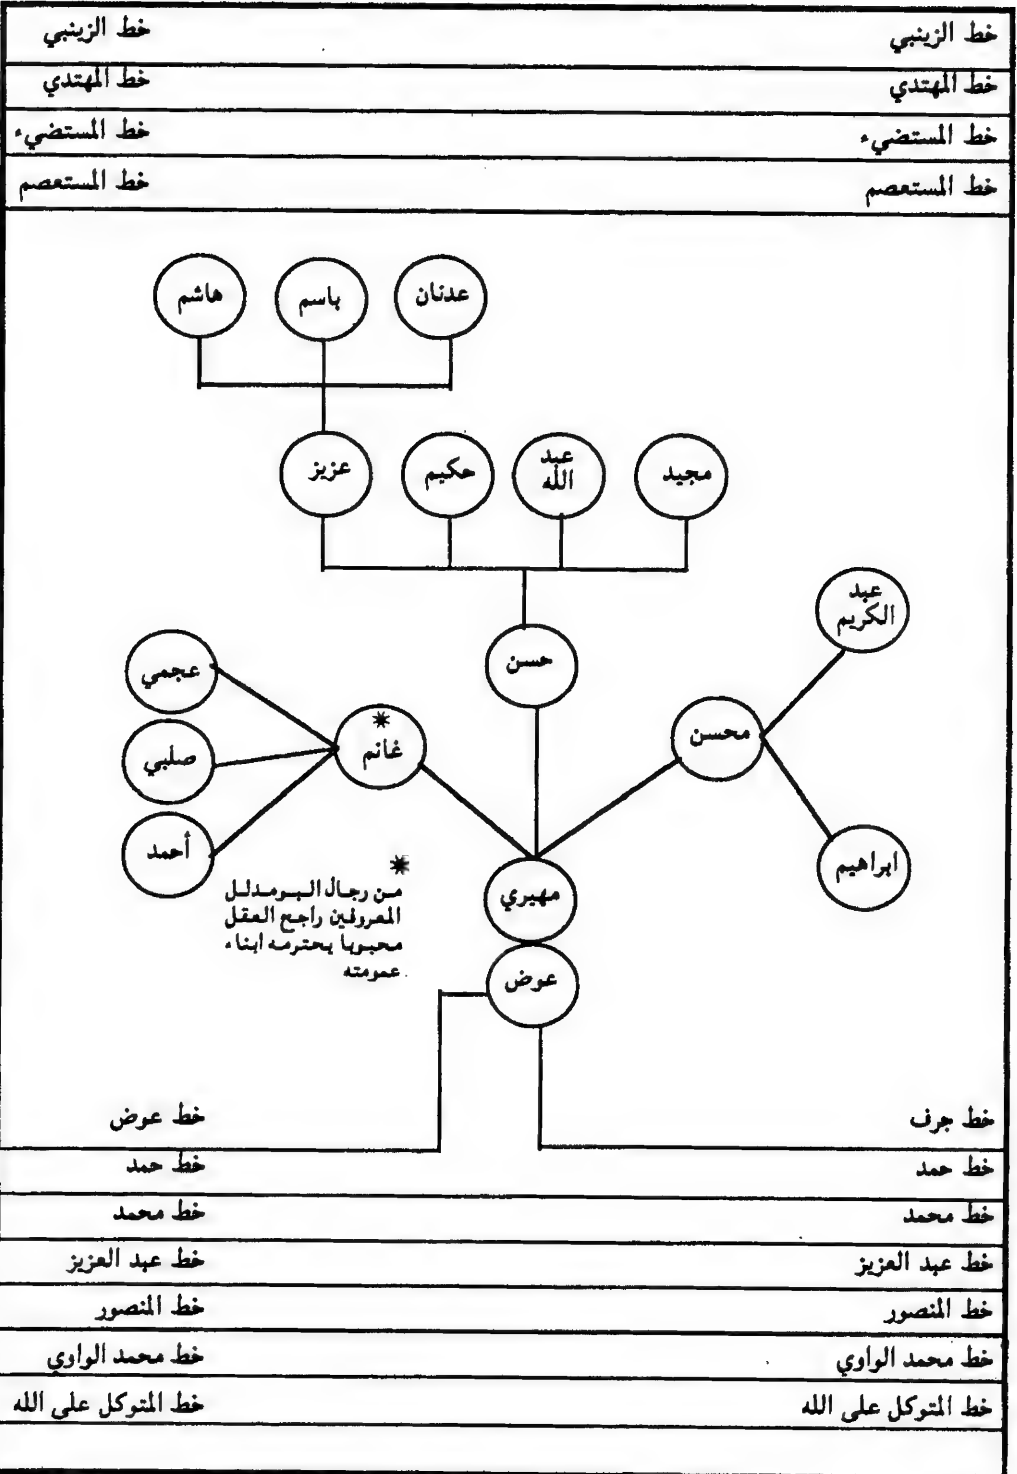 خط الزينبي خط الزينبي
خط المهتدي خط المهتدي
خط المستضيء خط المستضيء
خط المستعصم خط المستعصم
عدنان
باسم
هاشم
مجيد
عبد
الله
حكيم
عزيز
عبد
الكريم
حسن
محسن
ابراهيم
غانم
عجمي
صلبي
أحمد
مهيري
عوض
من رجال البومدلل
المعروفين راجح العقل
محبوبا يحترمه ابناء
عمومته
خط جرف خط عوض
خط حمد خط حمد
خط محمد خط محمد
خط عبد العزيز خط عبد العزيز
خط المنصور خط المنصور
خط محمد الواوي خط محمد الواوي
خط المتوكل على الله خط المتوكل على الله